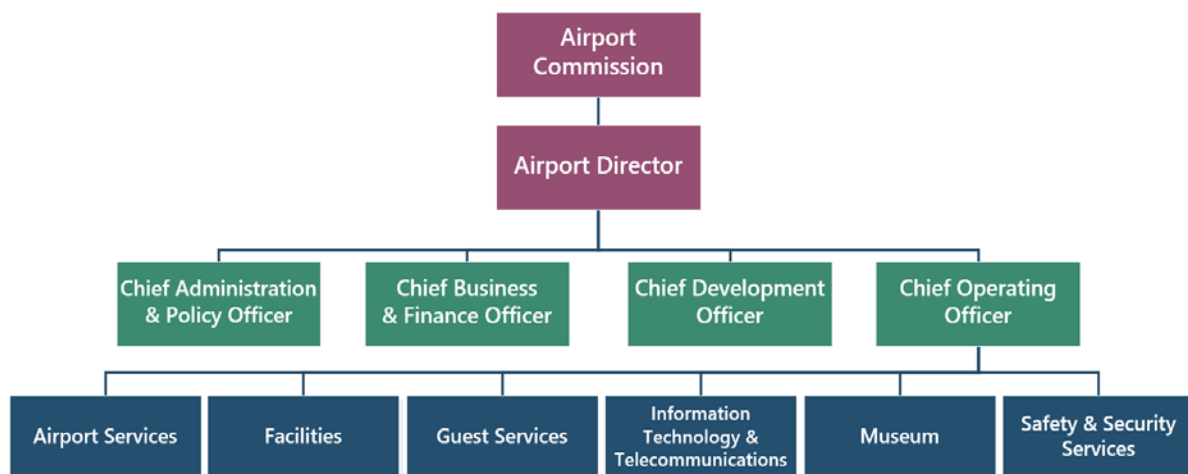 Airport
Commission
Airport Director
Chief Administration
& Policy Officer
Chief Business
& Finance Officer
Chief Development
Officer
Chief Operating
Officer
Airport Services
Facilities
Guest Services
Information
Technology &
Telecommunications
Museum
Safety & Security
Services